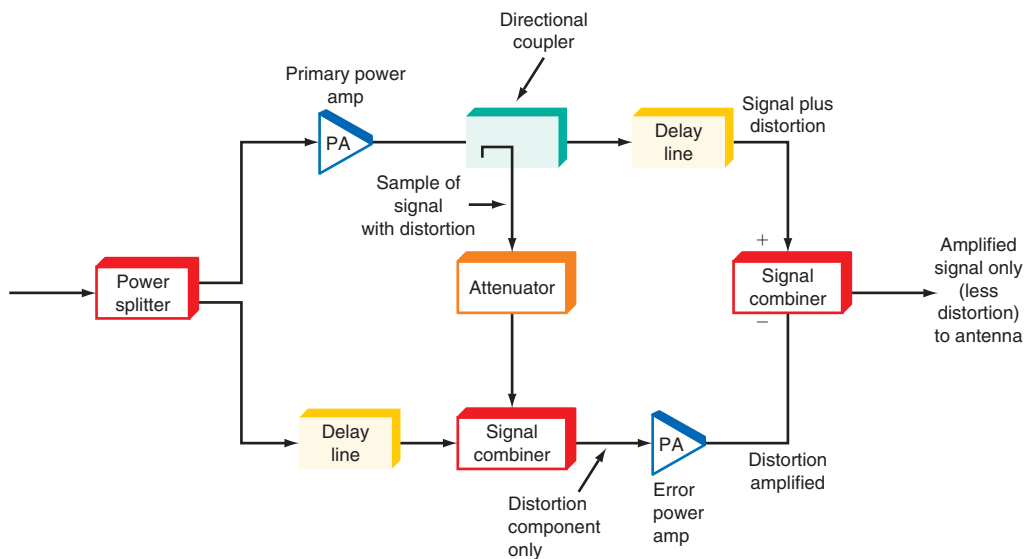 Directional
coupler
Primary power
amp
PA
Delay
line
Signal plus
distortion
Sample of
signal
with distortion
+
Power
splitter
Attenuator
Signal
combiner
Amplified
signal only
(less
distortion)
to antenna
−
Delay
line
Signal
combiner
PA
Distortion
component
only
Error
power
amp
Distortion
amplified